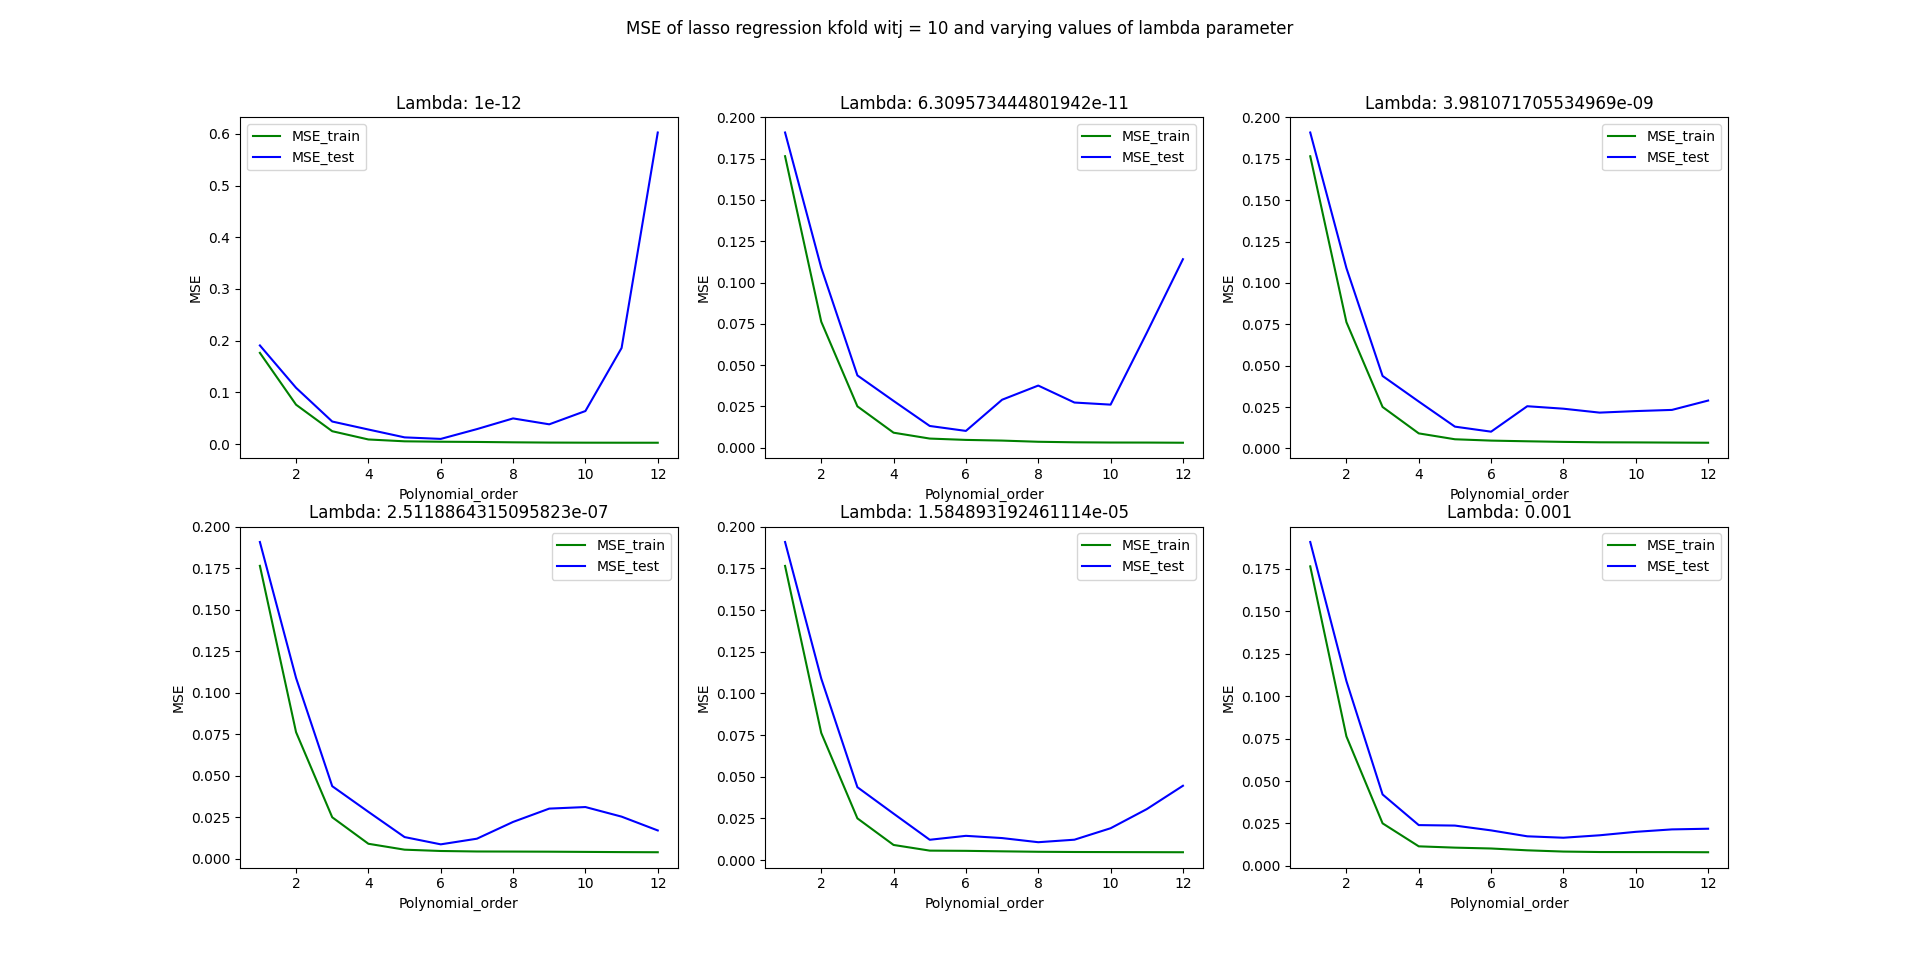 MSE of lasso regression kfold witj = 10 and varying values of lambda parameter
Lambda: 1e-12
MSE_train
MSE_test
0.6
0.5
0.4
0.3
0.2
0.1
0.0
MSE
2 4 6 8 10 12
Polynomial_order
Lambda: 6.309573444801942e-11
MSE_train
MSE_test
0.200
0.175
0.150
0.125
0.100
0.075
0.050
0.025
0.000
MSE
2 4 6 8 10 12
Polynomial_order
Lambda: 3.981071705534969e-09
MSE_train
MSE_test
0.200
0.175
0.150
0.125
0.100
0.075
0.050
0.025
0.000
MSE
2 4 6 8 10 12
Polynomial_order
Lambda: 2.5118864315095823e-07
MSE_train
MSE_test
0.200
0.175
0.150
0.125
0.100
0.075
0.050
0.025
0.000
MSE
2 4 6 8 10 12
Polynomial_order
Lambda: 1.584893192461114e-05
MSE_train
MSE_test
0.200
0.175
0.150
0.125
0.100
0.075
0.050
0.025
0.000
MSE
2 4 6 8 10 12
Polynomial_order
Lambda: 0.001
MSE_train
MSE_test
0.175
0.150
0.125
0.100
0.075
0.050
0.025
0.000
MSE
2 4 6 8 10 12
Polynomial_order